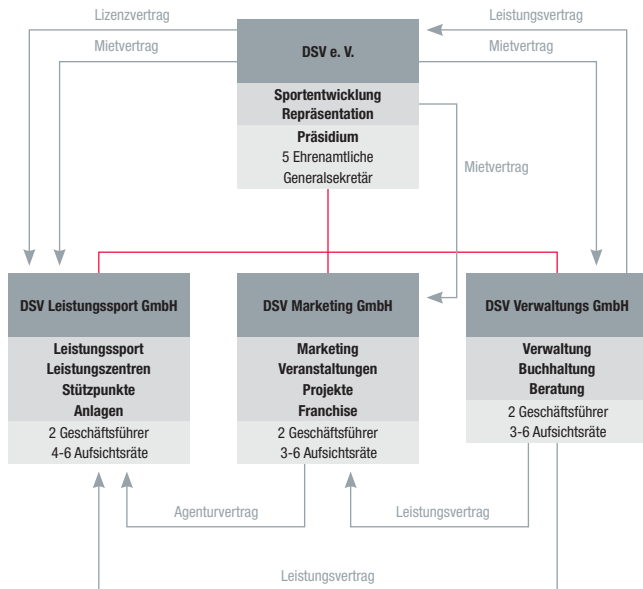 Lizenzvertrag
Leistungsvertrag
Mietvertrag
DSV e. V.
Mietvertrag
Sportentwicklung
Repräsentation
Präsidium
5 Ehrenamtliche
Generalsekretär
Mietvertrag
DSV Leistungssport GmbH
DSV Marketing GmbH
DSV Verwaltungs GmbH
Leistungssport
Leistungszentren
Stützpunkte
Anlagen
2 Geschäftsführer
4-6 Aufsichtsräte
Marketing
Veranstaltungen
Projekte
Franchise
2 Geschäftsführer
3-6 Aufsichtsräte
Verwaltung
Buchhaltung
Beratung
2 Geschäftsführer
3-6 Aufsichtsräte
Agenturvertrag
Leistungsvertrag
Leistungsvertrag